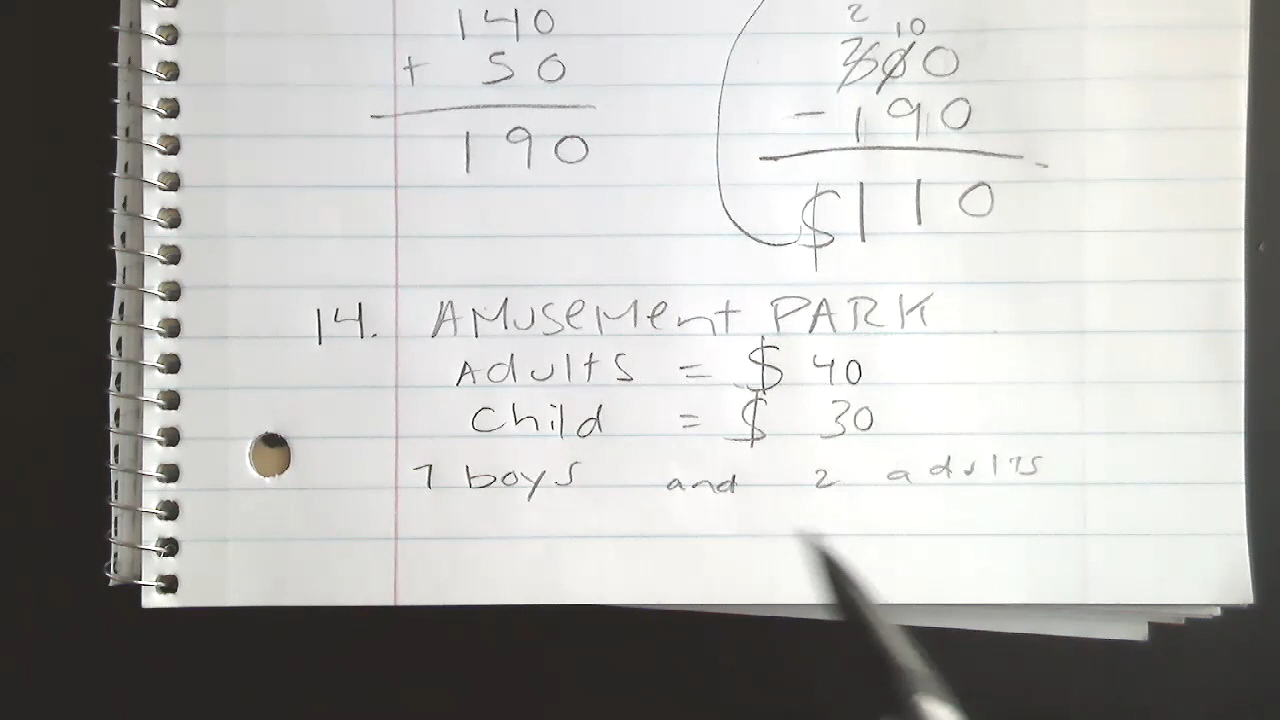 140
+ 50
190
2
10
300
- 190
$110
14. AMUSEMENT PARK
Adults = $ 40
Child = $ 30
7 boys and 2 adults